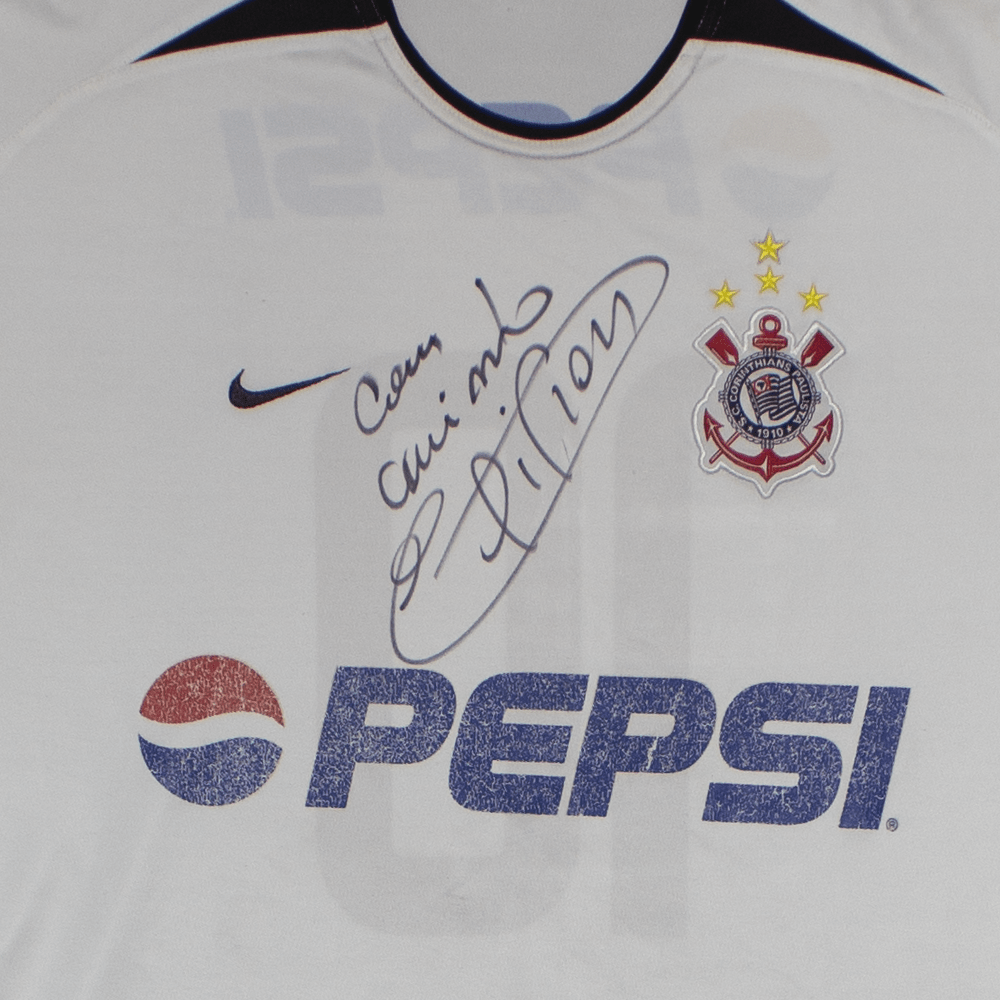 Com
carinho
S.C. CORINTHIANS PAULISTA
1910
PEPSI®